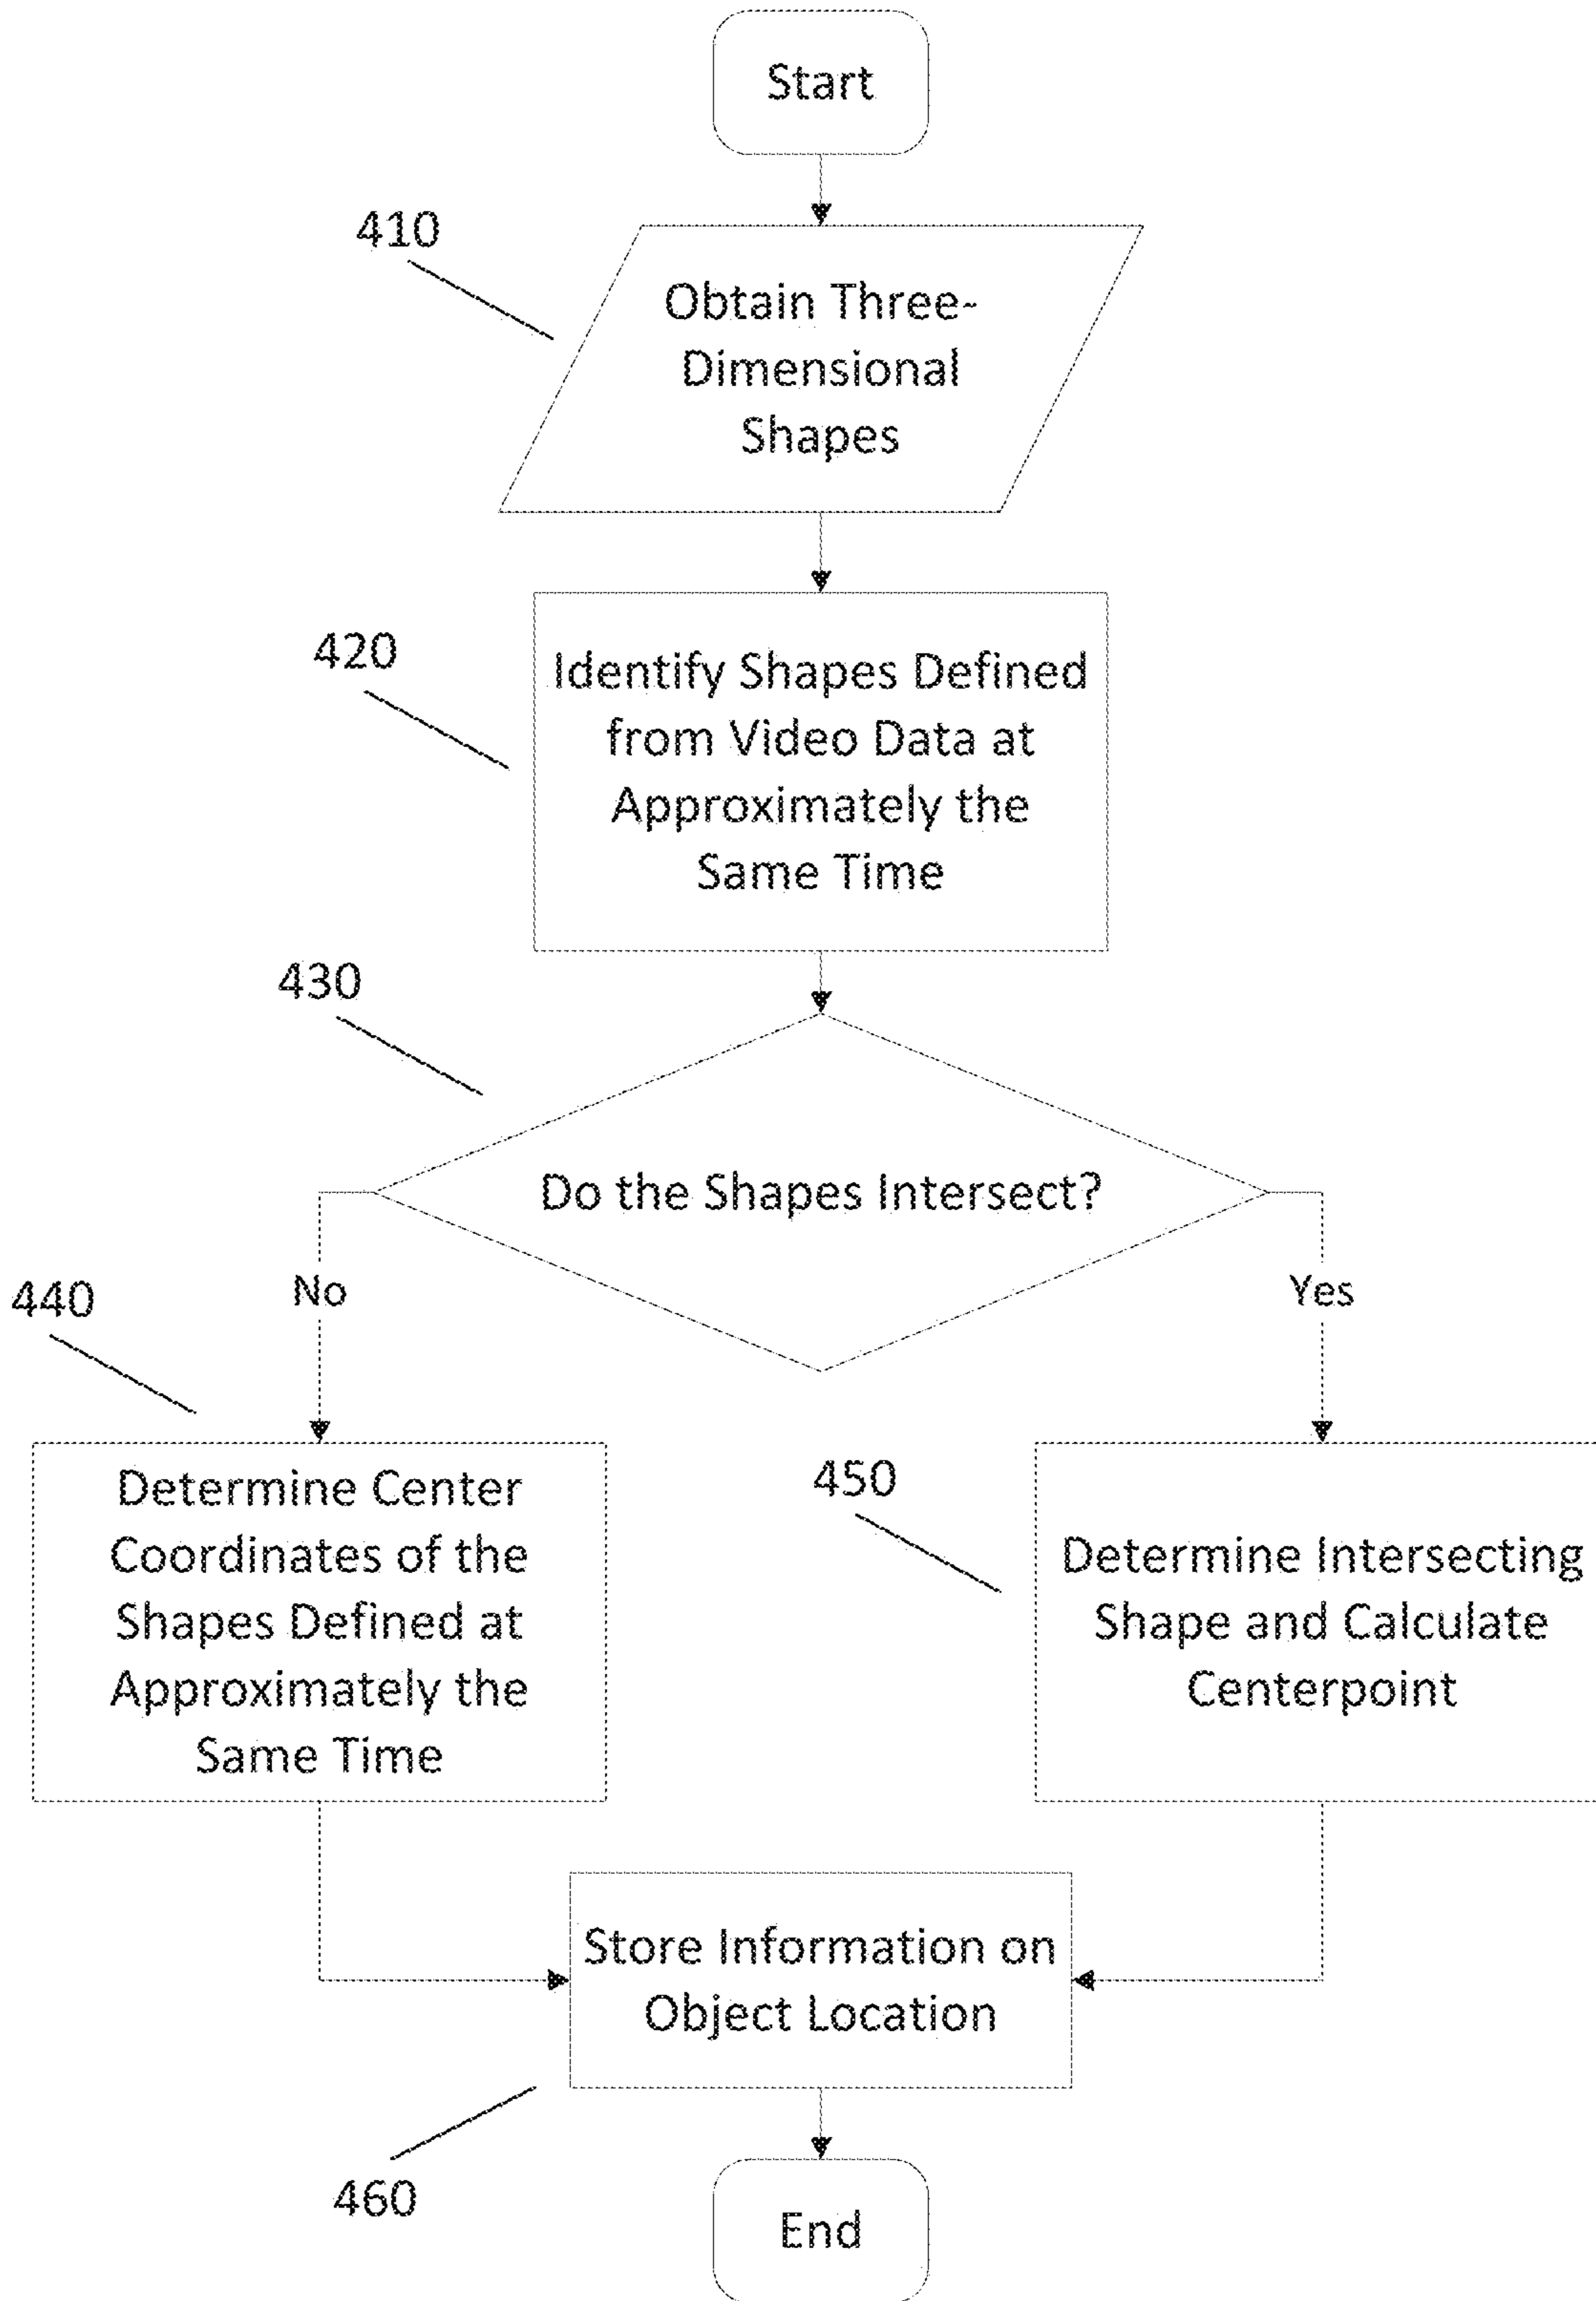 Start
410
Obtain Three-
Dimensional
Shapes
420
Identify Shapes Defined
from Video Data at
Approximately the
Same Time
430
Do the Shapes Intersect?
No
Yes
440
Determine Center
Coordinates of the
Shapes Defined at
Approximately the
Same Time
450
Determine Intersecting
Shape and Calculate
Centerpoint
Store Information on
Object Location
460
End